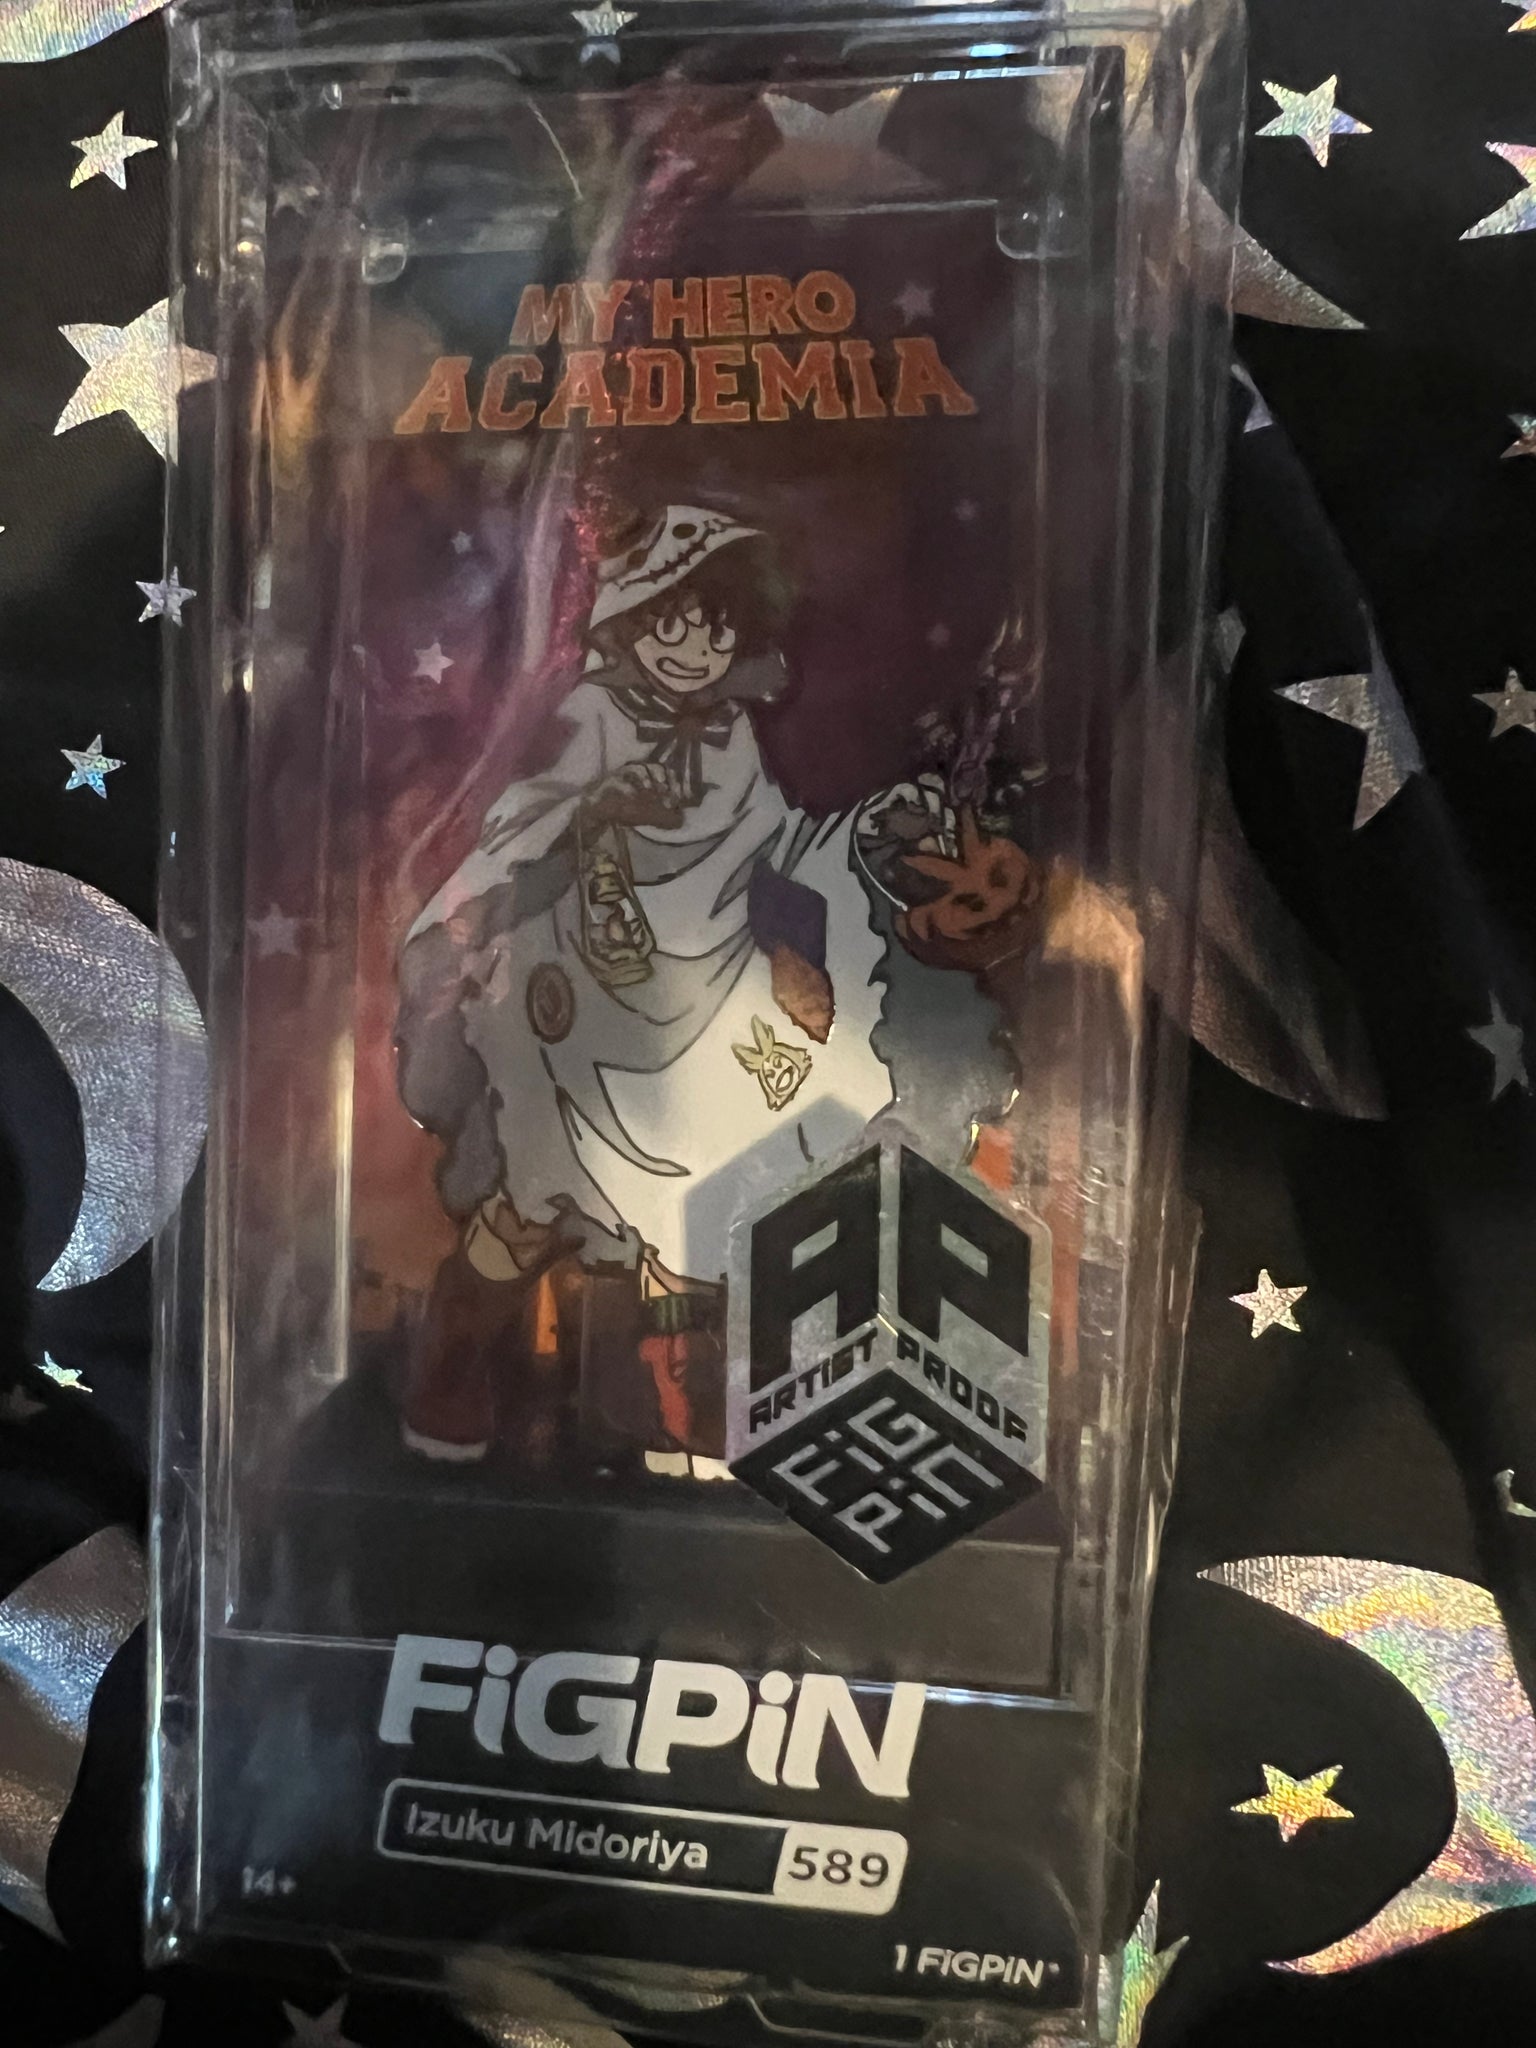 MY HERO
ACADEMIA
AP
ARTIST PROOF
FiGPiN
FiGPiN
Izuku Midoriya 589
14+
1 FiGPiN®